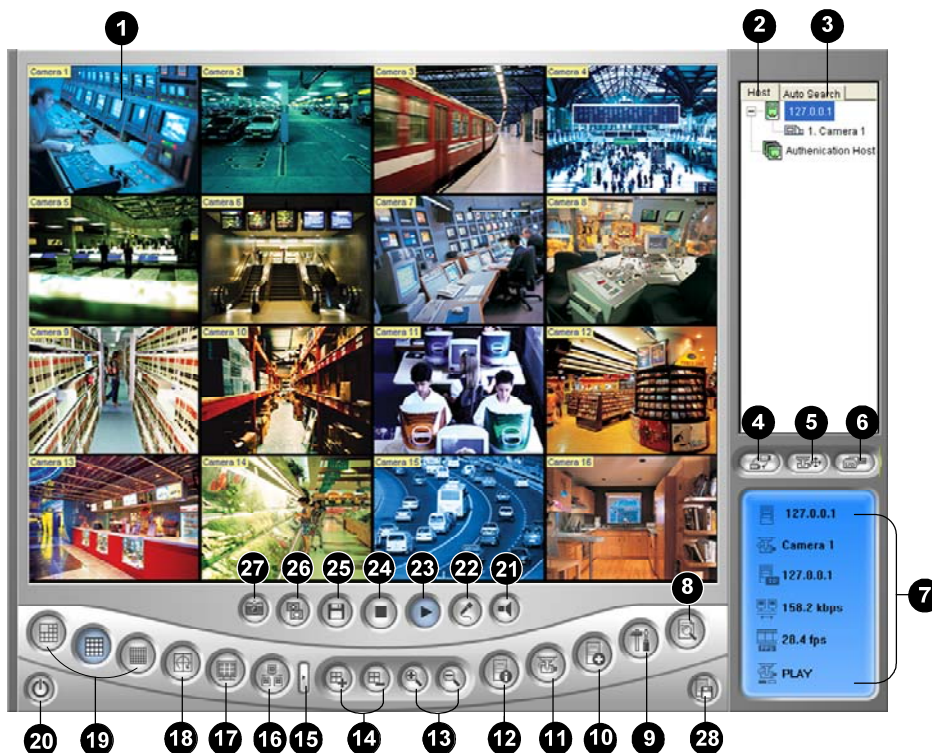 1
2
3
Camera 1
Camera 2
Camera 3
Camera 4
Host
Auto Search
127.0.0.1
1. Camera 1
Authenication Host
Camera 5
Camera 6
Camera 7
Camera 8
Camera 9
Camera 10
Camera 11
Camera 12
4
5
6
Camera 13
Camera 14
Camera 15
Camera 16
127.0.0.1
Camera 1
127.0.0.1
158.2 kbps
28.4 fps
PLAY
7
27
26
25
24
23
22
21
8
20
19
18
17
16
15
14
13
12
11
10
9
28